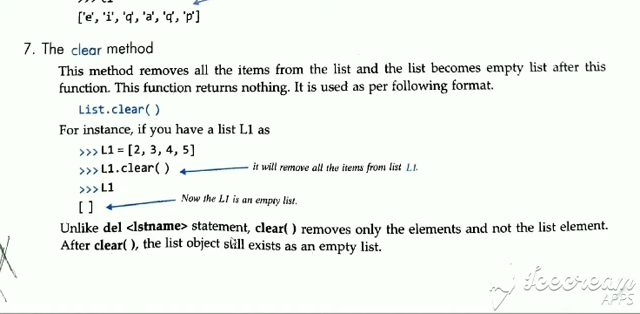 ['e', 'i', 'q', 'a', 'q', 'p']
7. The clear method
This method removes all the items from the list and the list becomes empty list after this
function. This function returns nothing. It is used as per following format.
List.clear( )
For instance, if you have a list L1 as
>>> L1 = [2, 3, 4, 5]
>>> L1.clear( ) it will remove all the items from list L1.
>>> L1
[ ] Now the L1 is an empty list.
Unlike del <lstname> statement, clear( ) removes only the elements and not the list element.
After clear( ), the list object still exists as an empty list.
Icecream
APPS